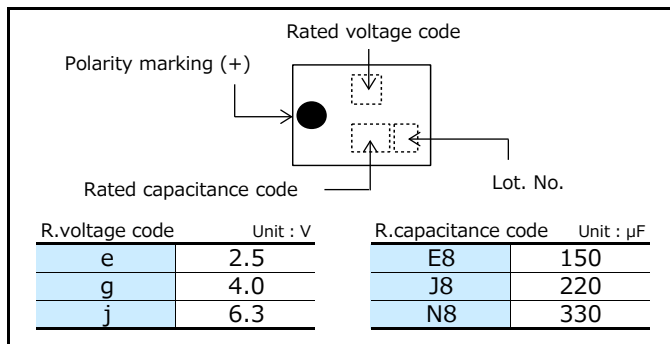 Rated voltage code
Polarity marking (+)
Rated capacitance code
Lot. No.
R.voltage code Unit : V
e 2.5
g 4.0
j 6.3
R.capacitance code Unit : µF
E8 150
J8 220
N8 330